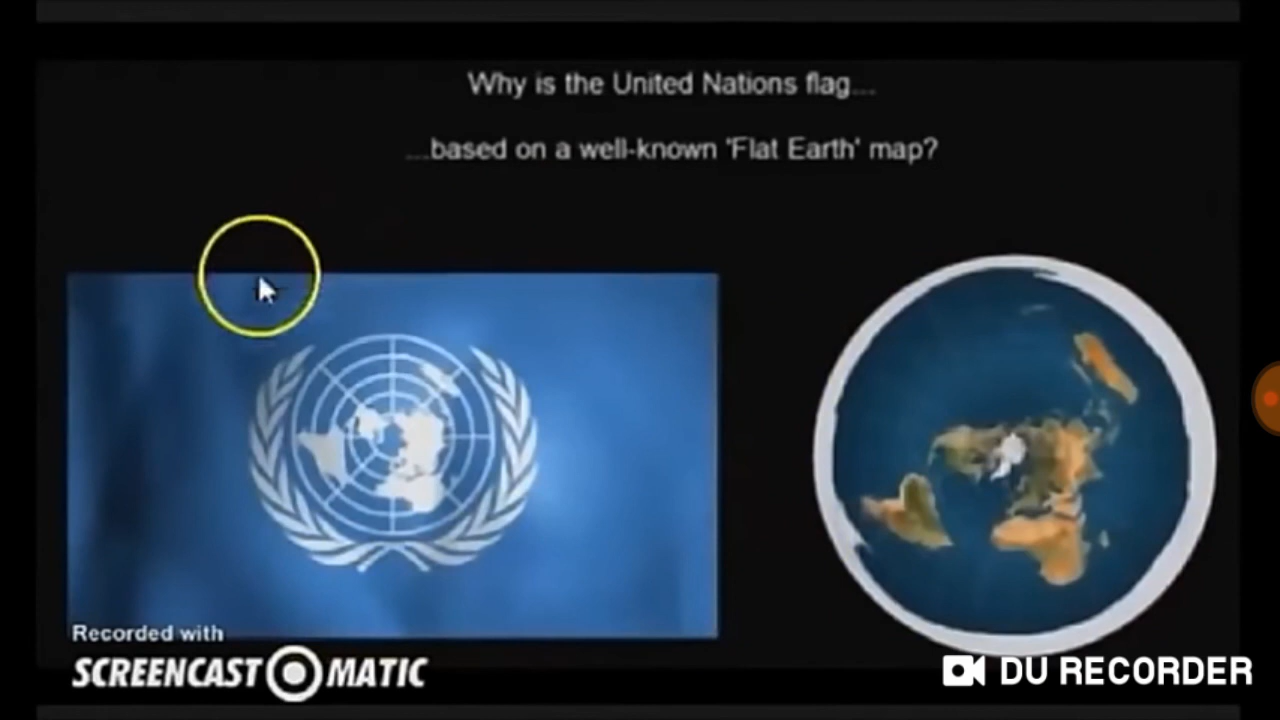 Why is the United Nations flag...
...based on a well-known 'Flat Earth' map?
Recorded with
SCREENCAST MATIC
DU RECORDER